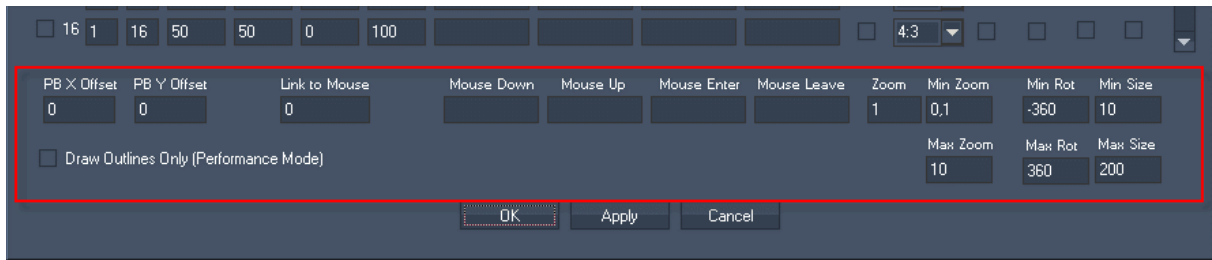 16 1 16 50 50 0 100 4:3
PB X Offset PB Y Offset Link to Mouse Mouse Down Mouse Up Mouse Enter Mouse Leave Zoom Min Zoom Min Rot Min Size
0 0 0 1 0,1 -360 10
Max Zoom Max Rot Max Size
Draw Outlines Only (Performance Mode)
10 360 200
OK Apply Cancel